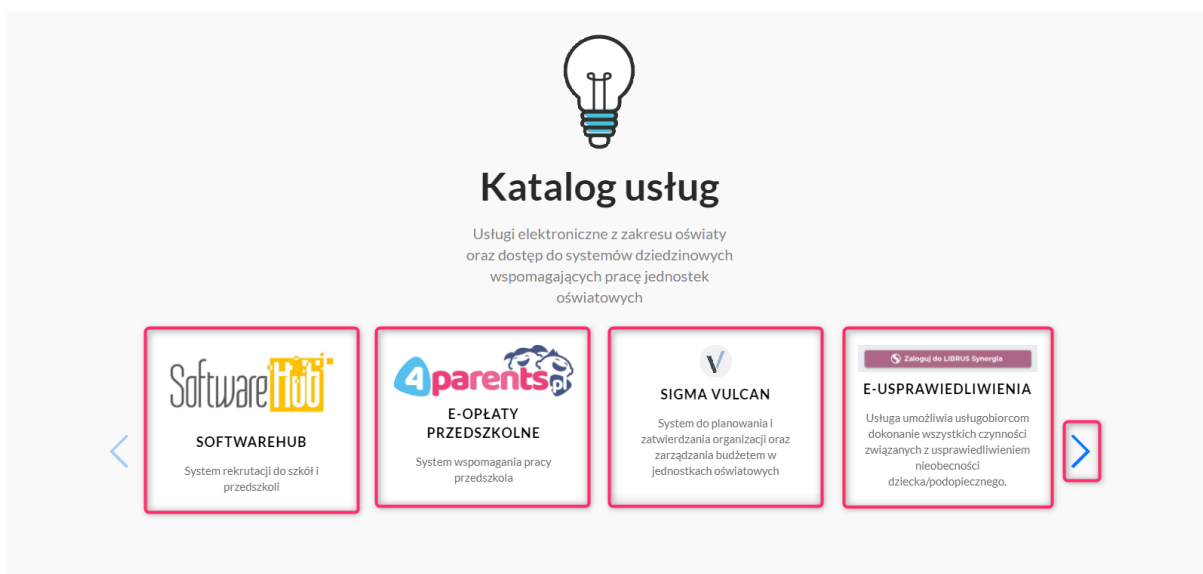 Katalog usług
Usługi elektroniczne z zakresu oświaty
oraz dostęp do systemów dziedzinowych
wspomagających pracę jednostek
oświatowych
SoftwareHub
SOFTWAREHUB
System rekrutacji do szkół i
przedszkoli
4parents.pl
E-OPŁATY
PRZEDSZKOLNE
System wspomagania pracy
przedszkola
V
SIGMA VULCAN
System do planowania i
zatwierdzania organizacji oraz
zarządzania budżetem w
jednostkach oświatowych
Zaloguj do LIBRUS Synergia
E-USPRAWIEDLIWIENIA
Usługa umożliwia usługobiorcom
dokonanie wszystkich czynności
związanych z usprawiedliwieniem
nieobecności
dziecka/podopiecznego.